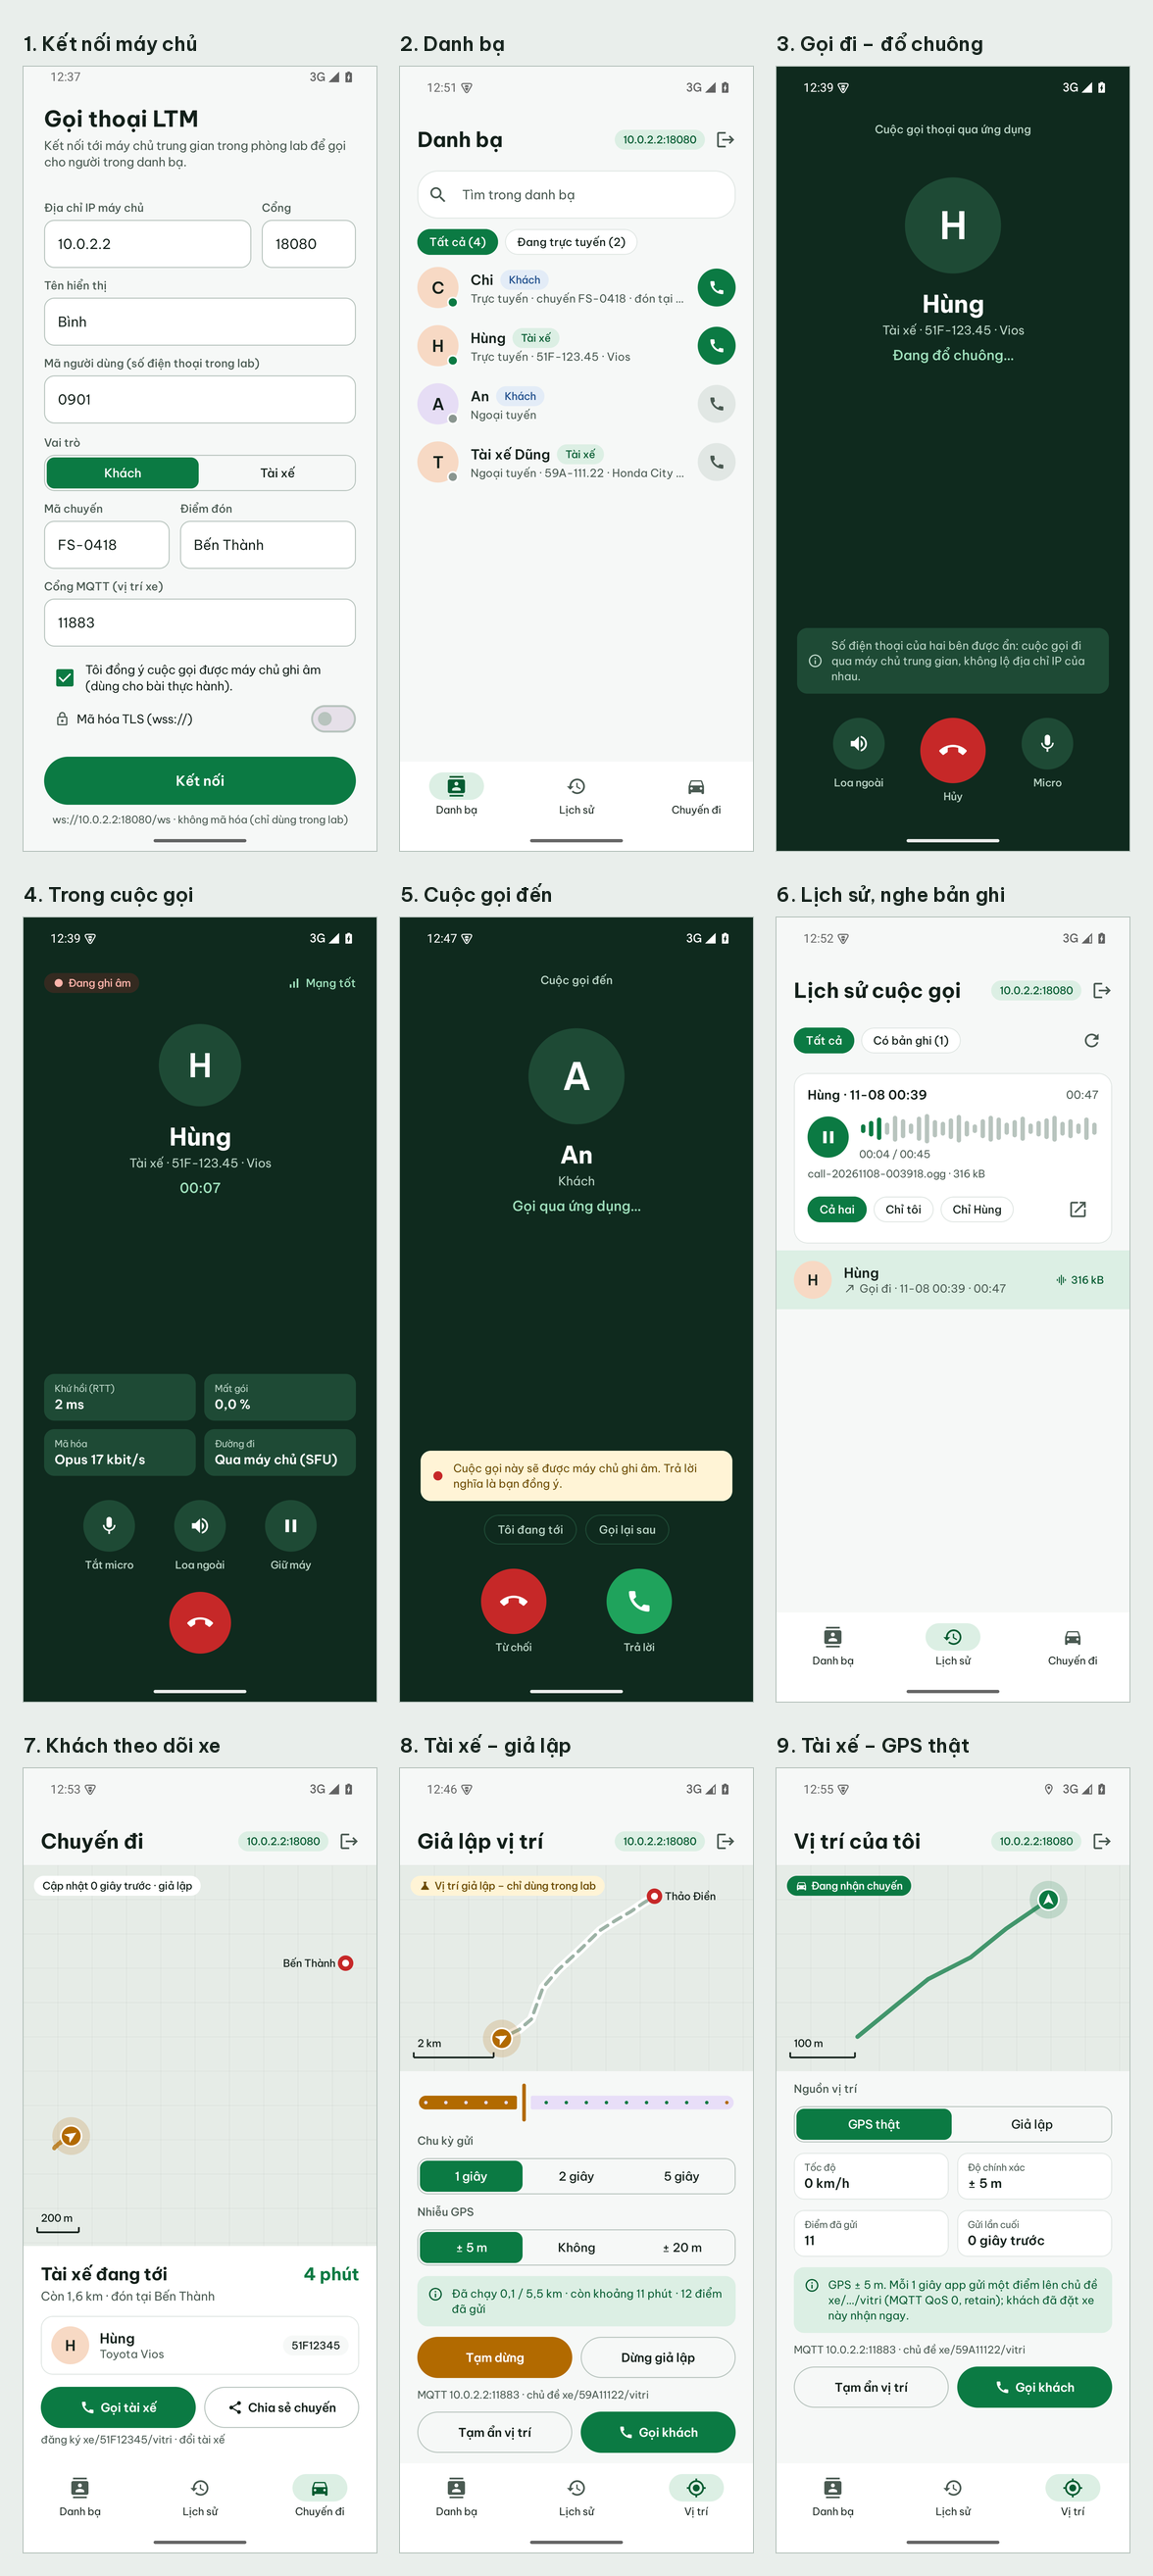 1. Kết nối máy chủ
12:37
3G
Gọi thoại LTM
Kết nối tới máy chủ trung gian trong phòng lab để gọi
cho người trong danh bạ.
Địa chỉ IP máy chủ
Cổng
10.0.2.2
18080
Tên hiển thị
Bình
Mã người dùng (số điện thoại trong lab)
0901
Vai trò
Khách
Tài xế
Mã chuyến
Điểm đón
FS-0418
Bến Thành
Cổng MQTT (vị trí xe)
11883
Tôi đồng ý cuộc gọi được máy chủ ghi âm
(dùng cho bài thực hành).
Mã hóa TLS (wss://)
Kết nối
ws://10.0.2.2:18080/ws · không mã hóa (chỉ dùng trong lab)
2. Danh bạ
12:51
3G
Danh bạ
10.0.2.2:18080
Tìm trong danh bạ
Tất cả (4)
Đang trực tuyến (2)
C
Chi
Khách
Trực tuyến · chuyến FS-0418 · đón tại ...
H
Hùng
Tài xế
Trực tuyến · 51F-123.45 · Vios
A
An
Khách
Ngoại tuyến
T
Tài xế Dũng
Tài xế
Ngoại tuyến · 59A-111.22 · Honda City ...
Danh bạ
Lịch sử
Chuyến đi
3. Gọi đi – đổ chuông
12:39
3G
Cuộc gọi thoại qua ứng dụng
H
Hùng
Tài xế · 51F-123.45 · Vios
Đang đổ chuông...
Số điện thoại của hai bên được ẩn: cuộc gọi đi
qua máy chủ trung gian, không lộ địa chỉ IP của
nhau.
Loa ngoài
Hủy
Micro
4. Trong cuộc gọi
12:39
3G
Đang ghi âm
Mạng tốt
H
Hùng
Tài xế · 51F-123.45 · Vios
00:07
Khứ hồi (RTT)
2 ms
Mất gói
0,0 %
Mã hóa
Opus 17 kbit/s
Đường đi
Qua máy chủ (SFU)
Tắt micro
Loa ngoài
Giữ máy
5. Cuộc gọi đến
12:47
3G
Cuộc gọi đến
A
An
Khách
Gọi qua ứng dụng...
Cuộc gọi này sẽ được máy chủ ghi âm. Trả lời
nghĩa là bạn đồng ý.
Tôi đang tới
Gọi lại sau
Từ chối
Trả lời
6. Lịch sử, nghe bản ghi
12:52
3G
Lịch sử cuộc gọi
10.0.2.2:18080
Tất cả
Có bản ghi (1)
Hùng · 11-08 00:39
00:47
00:04 / 00:45
call-20261108-003918.ogg · 316 kB
Cả hai
Chỉ tôi
Chỉ Hùng
H
Hùng
Gọi đi · 11-08 00:39 · 00:47
316 kB
Danh bạ
Lịch sử
Chuyến đi
7. Khách theo dõi xe
12:53
3G
Chuyến đi
10.0.2.2:18080
Cập nhật 0 giây trước · giả lập
Bến Thành
200 m
Tài xế đang tới
4 phút
Còn 1,6 km · đón tại Bến Thành
H
Hùng
Toyota Vios
51F12345
Gọi tài xế
Chia sẻ chuyến
đăng ký xe/51F12345/vitri · đổi tài xế
Danh bạ
Lịch sử
Chuyến đi
8. Tài xế – giả lập
12:46
3G
Giả lập vị trí
10.0.2.2:18080
Vị trí giả lập – chỉ dùng trong lab
Thảo Điền
2 km
Chu kỳ gửi
1 giây
2 giây
5 giây
Nhiễu GPS
± 5 m
Không
± 20 m
Đã chạy 0,1 / 5,5 km · còn khoảng 11 phút · 12 điểm
đã gửi
Tạm dừng
Dừng giả lập
MQTT 10.0.2.2:11883 · chủ đề xe/59A11122/vitri
Tạm ẩn vị trí
Gọi khách
Danh bạ
Lịch sử
Vị trí
9. Tài xế – GPS thật
12:55
3G
Vị trí của tôi
10.0.2.2:18080
Đang nhận chuyến
100 m
Nguồn vị trí
GPS thật
Giả lập
Tốc độ
0 km/h
Độ chính xác
± 5 m
Điểm đã gửi
11
Gửi lần cuối
0 giây trước
GPS ± 5 m. Mỗi 1 giây app gửi một điểm lên chủ đề
xe/.../vitri (MQTT QoS 0, retain); khách đã đặt xe
này nhận ngay.
MQTT 10.0.2.2:11883 · chủ đề xe/59A11122/vitri
Tạm ẩn vị trí
Gọi khách
Danh bạ
Lịch sử
Vị trí